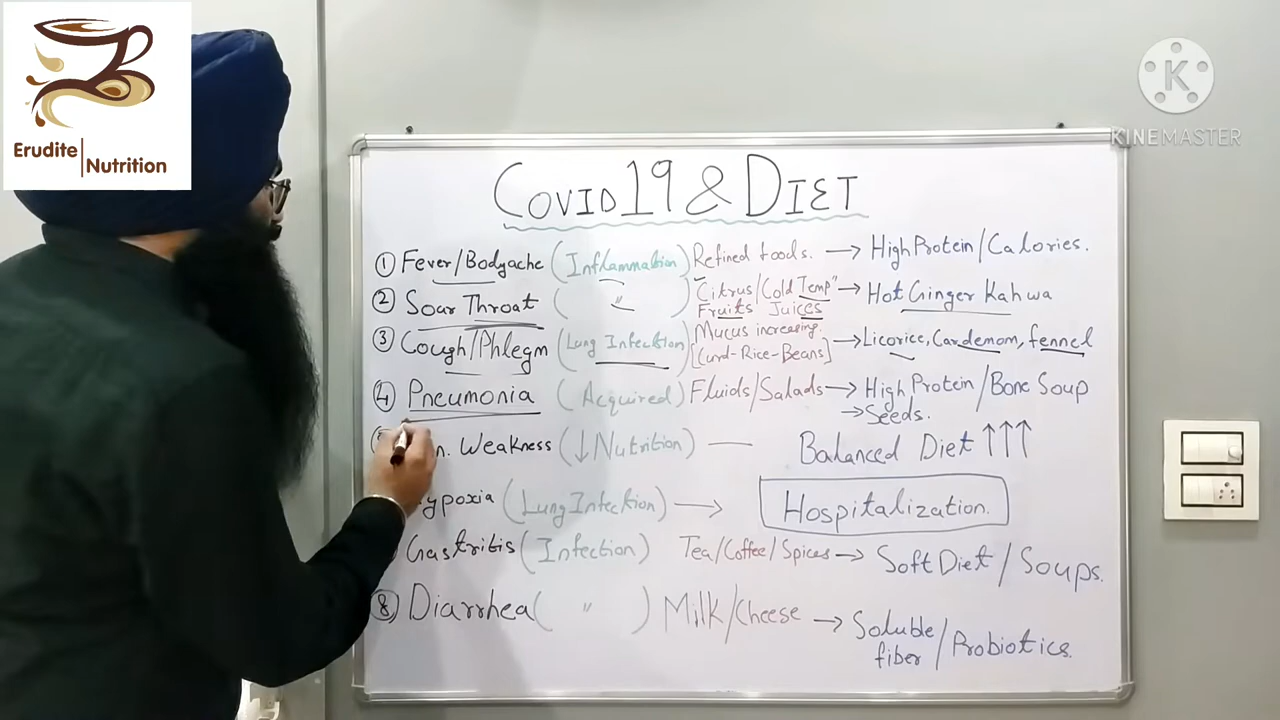 Erudite Nutrition
KINEMASTER
COVID 19 & DIET
① Fever/Bodyache (Inflammation) Refined foods. → High Protein/Calories.
② Sour Throat ( " ) Citrus/Cold Temp" → Hot Ginger Kahwa
Fruits Juices
③ Cough/Phlegm (Lung Infection) Mucus increasing. → Licorice, Cardemom, fennel
[Curd-Rice-Beans]
④ Pneumonia (Acquired) Fluids/Salads → High Protein/Bone Soup
→ Seeds.
n. Weakness (↓ Nutrition) — Balanced Diet ↑↑↑
ypoxia (Lung Infection) → Hospitalization.
Gastritis (Infection) Tea/Coffee/Spices → Soft Diet/Soups.
⑧ Diarrhea ( " ) Milk/Cheese → Soluble/Probiotics.
fiber